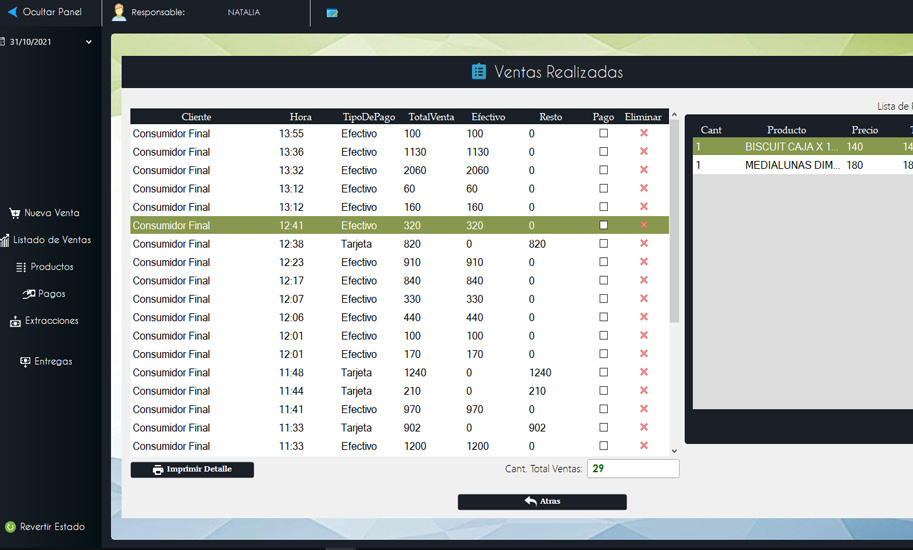 Ocultar Panel
Responsable: NATALIA
31/10/2021
Ventas Realizadas
Lista de
Cliente Hora TipoDePago TotalVenta Efectivo Resto Pago Eliminar
Consumidor Final 13:55 Efectivo 100 100 0
Consumidor Final 13:36 Efectivo 1130 1130 0
Consumidor Final 13:32 Efectivo 2060 2060 0
Consumidor Final 13:12 Efectivo 60 60 0
Consumidor Final 13:12 Efectivo 160 160 0
Consumidor Final 12:41 Efectivo 320 320 0
Consumidor Final 12:38 Tarjeta 820 0 820
Consumidor Final 12:23 Efectivo 910 910 0
Consumidor Final 12:17 Efectivo 840 840 0
Consumidor Final 12:07 Efectivo 330 330 0
Consumidor Final 12:06 Efectivo 440 440 0
Consumidor Final 12:01 Efectivo 100 100 0
Consumidor Final 12:01 Efectivo 170 170 0
Consumidor Final 11:48 Tarjeta 1240 0 1240
Consumidor Final 11:44 Tarjeta 210 0 210
Consumidor Final 11:41 Efectivo 970 970 0
Consumidor Final 11:33 Tarjeta 902 0 902
Consumidor Final 11:33 Efectivo 1200 1200 0
Cant Producto Precio
1 BISCUIT CAJA X 1... 140
1 MEDIALUNAS DIM... 180
Nueva Venta
Listado de Ventas
Productos
Pagos
Extracciones
Entregas
Revertir Estado
Imprimir Detalle
Cant. Total Ventas: 29
Atras